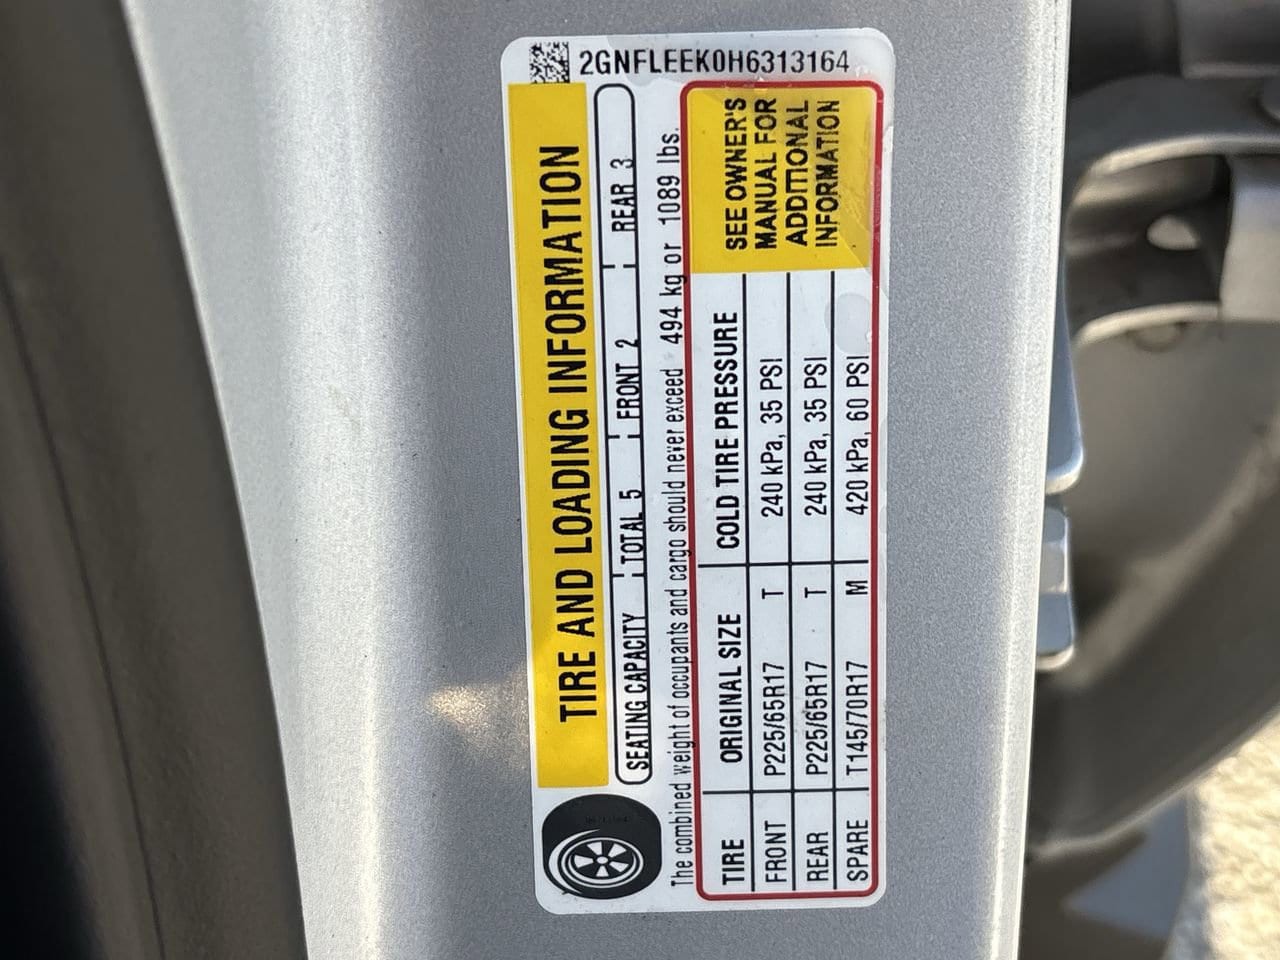 2GNFLEEK0H6313164
TIRE AND LOADING INFORMATION
SEATING CAPACITY TOTAL 5 FRONT 2 REAR 3
The combined weight of occupants and cargo should never exceed 494 kg or 1089 lbs.
TIRE ORIGINAL SIZE COLD TIRE PRESSURE
FRONT P225/65R17 T 240 kPa, 35 PSI
REAR P225/65R17 T 240 kPa, 35 PSI
SPARE T145/70R17 M 420 kPa, 60 PSI
SEE OWNER'S
MANUAL FOR
ADDITIONAL
INFORMATION